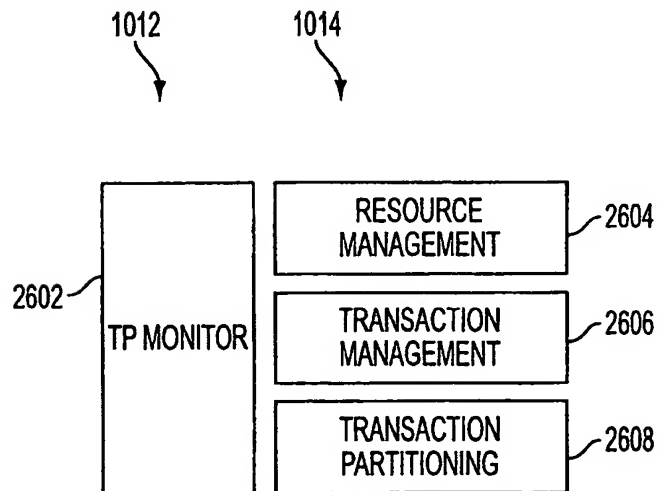 1012
1014
RESOURCE
MANAGEMENT
2604
2602
TP MONITOR
TRANSACTION
MANAGEMENT
2606
TRANSACTION
PARTITIONING
2608